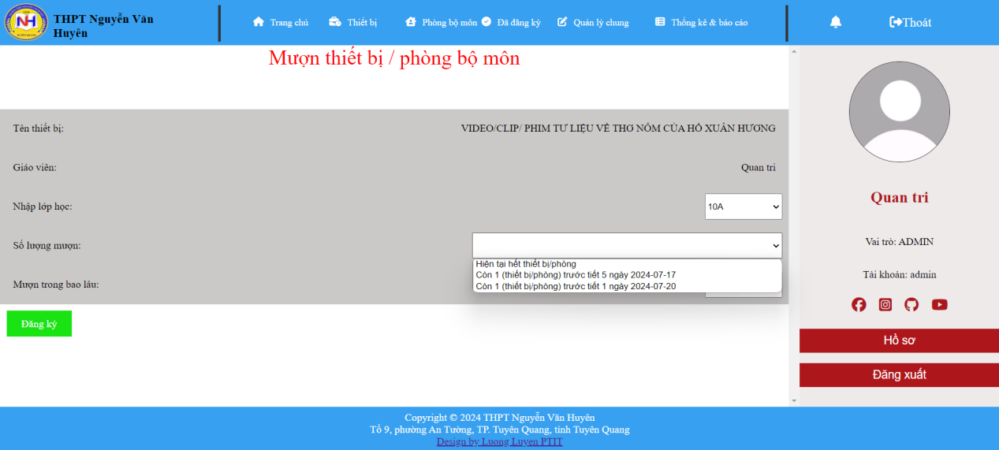 THPT Nguyễn Văn Huyên
Trang chủ
Thiết bị
Phòng bộ môn
Đã đăng ký
Quản lý chung
Thống kê & báo cáo
Thoát
Mượn thiết bị / phòng bộ môn
Tên thiết bị:
VIDEO/CLIP/ PHIM TƯ LIỆU VỀ THƠ NÔM CỦA HỒ XUÂN HƯƠNG
Giáo viên:
Quan tri
Nhập lớp học:
10A
Số lượng mượn:
Hiện tại hết thiết bị/phòng
Còn 1 (thiết bị/phòng) trước tiết 5 ngày 2024-07-17
Còn 1 (thiết bị/phòng) trước tiết 1 ngày 2024-07-20
Mượn trong bao lâu:
Đăng ký
Quan tri
Vai trò: ADMIN
Tài khoản: admin
Hồ sơ
Đăng xuất
Copyright © 2024 THPT Nguyễn Văn Huyên
Tổ 9, phường An Tường, TP. Tuyên Quang, tỉnh Tuyên Quang
Design by Luong Luyen PTIT